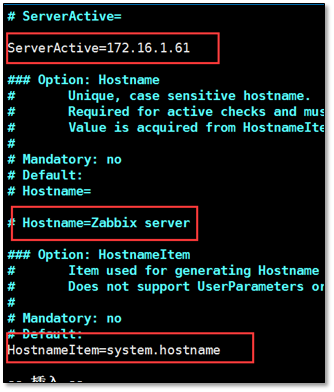 # ServerActive=
ServerActive=172.16.1.61
### Option: Hostname
# Unique, case sensitive hostname.
# Required for active checks and mus
# Value is acquired from HostnameIte
#
# Mandatory: no
# Default:
# Hostname=
# Hostname=Zabbix server
### Option: HostnameItem
# Item used for generating Hostname
# Does not support UserParameters or
#
# Mandatory: no
# Default:
HostnameItem=system.hostname
-- 插入 --